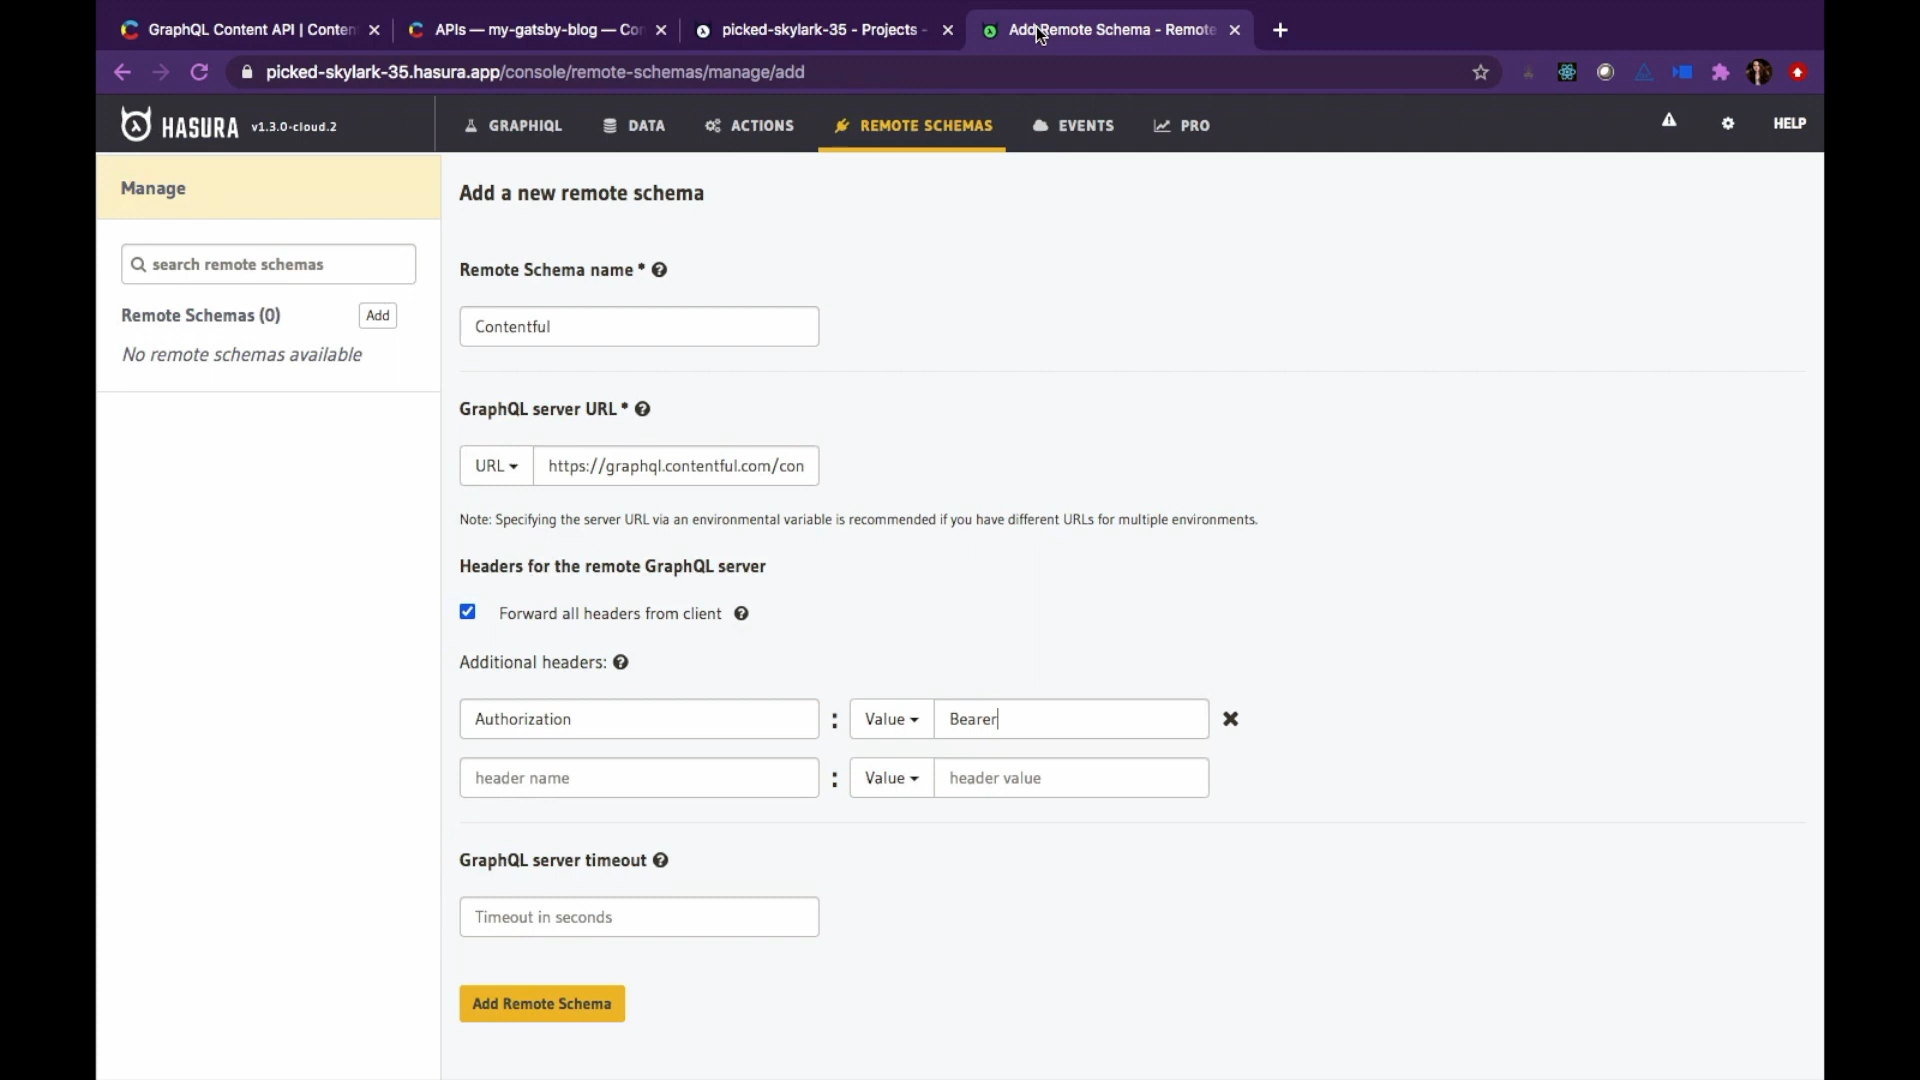 GraphQL Content API | Conten
APIs — my-gatsby-blog — Con
picked-skylark-35 - Projects -
Add Remote Schema - Remote
picked-skylark-35.hasura.app/console/remote-schemas/manage/add
HASURA v1.3.0-cloud.2
GRAPHIQL
DATA
ACTIONS
REMOTE SCHEMAS
EVENTS
PRO
HELP
Manage
search remote schemas
Remote Schemas (0)
Add
No remote schemas available
Add a new remote schema
Remote Schema name *
Contentful
GraphQL server URL *
URL
https://graphql.contentful.com/con
Note: Specifying the server URL via an environmental variable is recommended if you have different URLs for multiple environments.
Headers for the remote GraphQL server
Forward all headers from client
Additional headers:
Authorization : Value Bearer
header name : Value header value
GraphQL server timeout
Timeout in seconds
Add Remote Schema